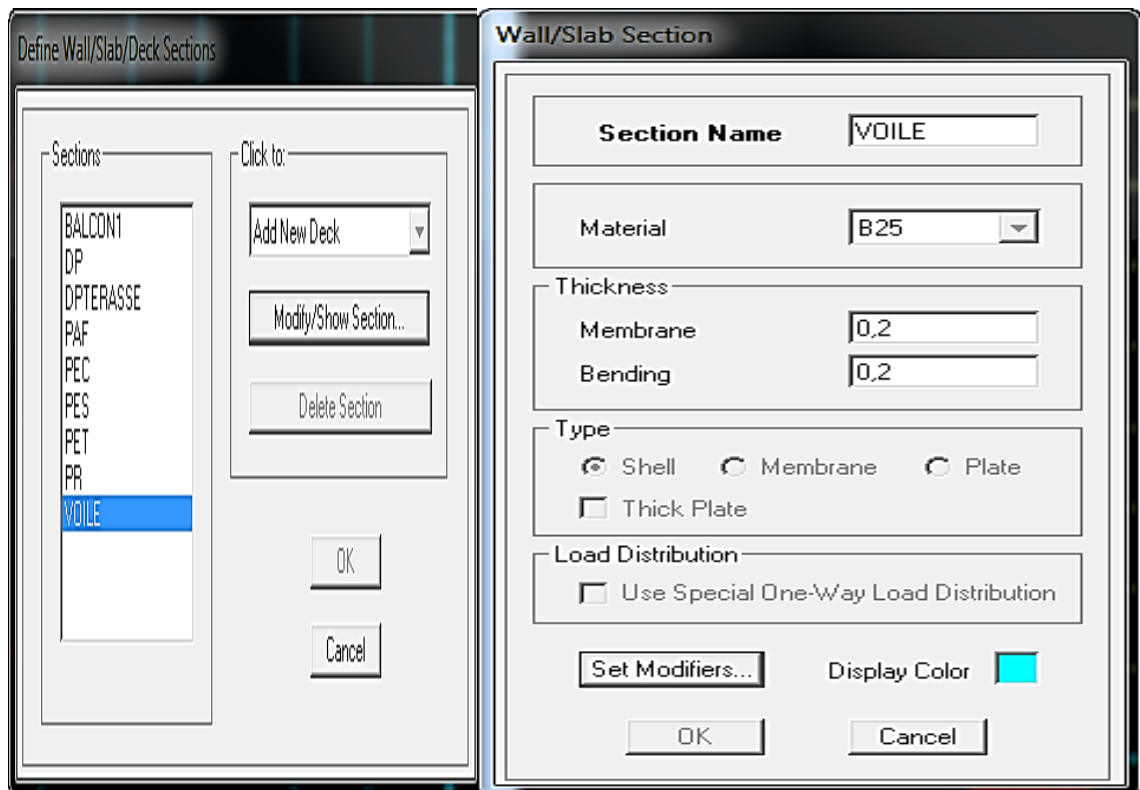 Define Wall/Slab/Deck Sections
Sections
BALCON1
DP
DPTERASSE
PAF
PEC
PES
PET
PR
VOILE
Click to:
Add New Deck
Modify/Show Section...
Delete Section
OK
Cancel
Wall/Slab Section
Section Name
VOILE
Material
B25
Thickness
Membrane
0,2
Bending
0,2
Type
Shell
Membrane
Plate
Thick Plate
Load Distribution
Use Special One-Way Load Distribution
Set Modifiers...
Display Color
OK
Cancel